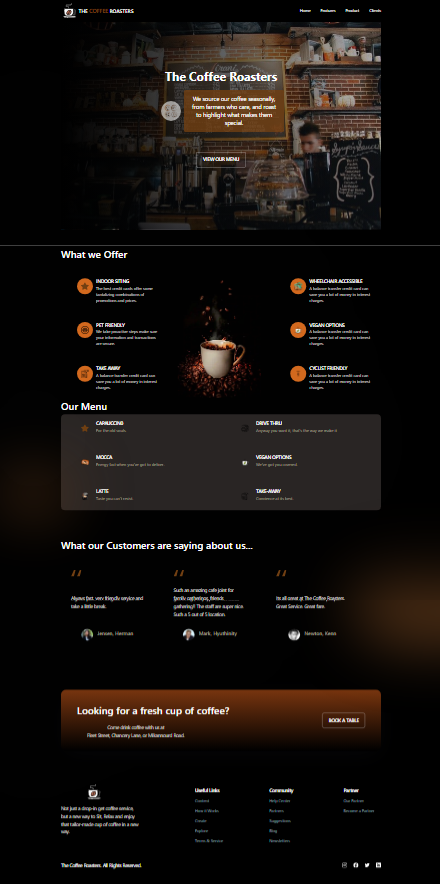 THE COFFEE ROASTERS
Home Features Product Clients
The Coffee Roasters
We source our coffee seasonally,
from farmers who care, and roast
to highlight what makes them
special.
VIEW OUR MENU
What we Offer
INDOOR SITING
The best credit cards offer some
tantalizing combinations of
promotions and prizes.
PET FRIENDLY
We take proactive steps make sure
your information and transactions
are secure.
TAKE AWAY
A balance transfer credit card can
save you a lot of money in interest
charges.
WHEELCHAIR ACCESSIBLE
A balance transfer credit card can
save you a lot of money in interest
charges.
VEGAN OPTIONS
A balance transfer credit card can
save you a lot of money in interest
charges.
CYCLIST FRIENDLY
A balance transfer credit card can
save you a lot of money in interest
charges.
Our Menu
CAPUACCINO
For the old souls.
DRIVE THRU
Anyway you want it, that's the way we make it
MOCCA
Energy fast when you've got to deliver.
VEGAN OPTIONS
We've got you covered.
LATTE
Taste you can't resist.
TAKE-AWAY
Convenience at its best.
What our Customers are saying about us...
Always fast, very friendly service and
take a little break.
Jensen, Herman
Such an amazing cafe joint for
family gatherings, friends
gathering!! The staff are super nice.
Such a 5 out of 5 location.
Mark,
Its all great at The Coffee Roasters.
Great Service. Great fare.
Newton, Kenn
Looking for a fresh cup of coffee?
Come drink coffee with us at
Fleet Street, Chancery Lane, or
BOOK A TABLE
Not just a drop-in get coffee service,
but a new way to Sit, Relax and enjoy
that tailor-made cup of coffee in a new
way.
Useful Links
Content
How it Works
Create
Explore
Terms & Service
Community
Help Center
Partners
Suggestions
Blog
Newsletters
Partner
Our Partner
Become a Partner
The Coffee Roasters. All Rights Reserved.